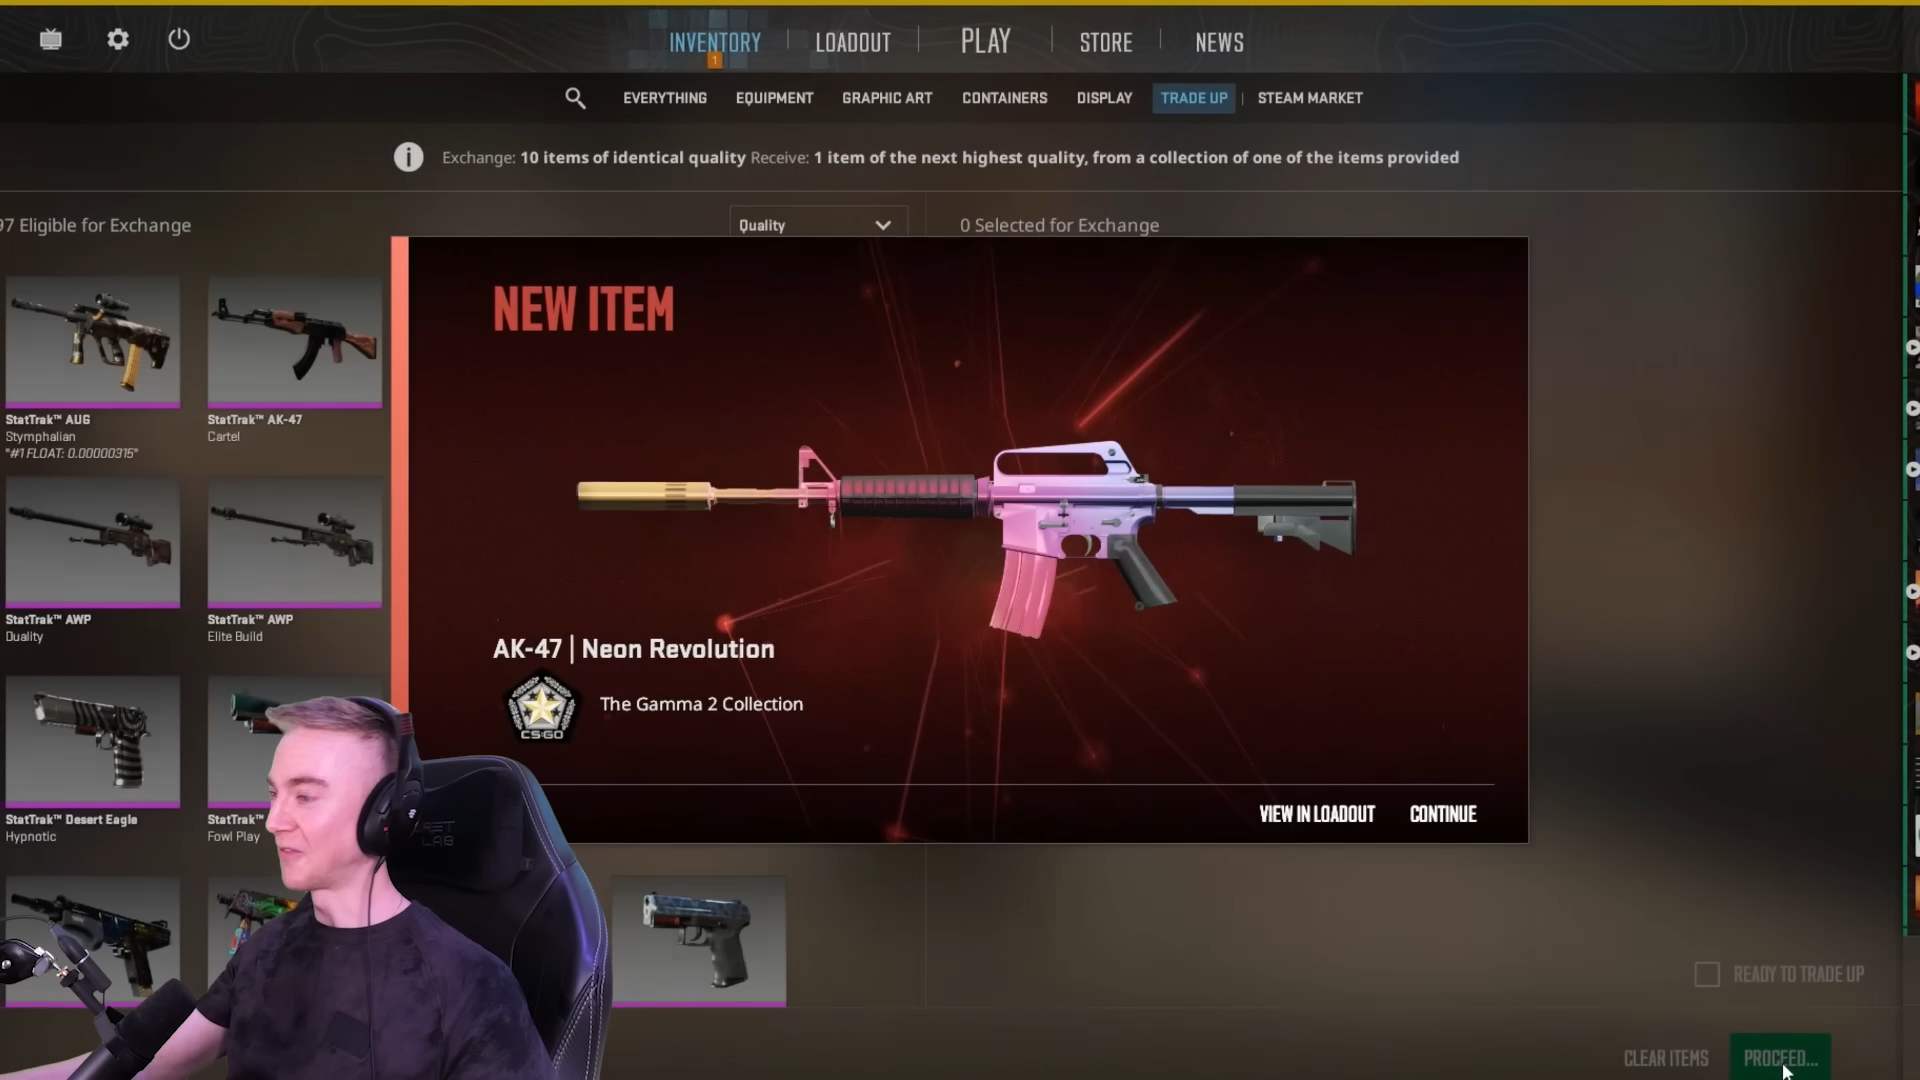 INVENTORY
1
LOADOUT
PLAY
STORE
NEWS
EVERYTHING
EQUIPMENT
GRAPHIC ART
CONTAINERS
DISPLAY
TRADE UP
STEAM MARKET
Exchange: 10 items of identical quality Receive: 1 item of the next highest quality, from a collection of one of the items provided
97 Eligible for Exchange
Quality
0 Selected for Exchange
NEW ITEM
StatTrak™ AUG
Stymphalian
"#1 FLOAT: 0.00000315"
StatTrak™ AK-47
Cartel
StatTrak™ AWP
Duality
StatTrak™ AWP
Elite Build
AK-47 | Neon Revolution
The Gamma 2 Collection
CS:GO
StatTrak™ Desert Eagle
Hypnotic
StatTrak™
Fowl Play
VIEW IN LOADOUT
CONTINUE
READY TO TRADE UP
CLEAR ITEMS
PROCEED...